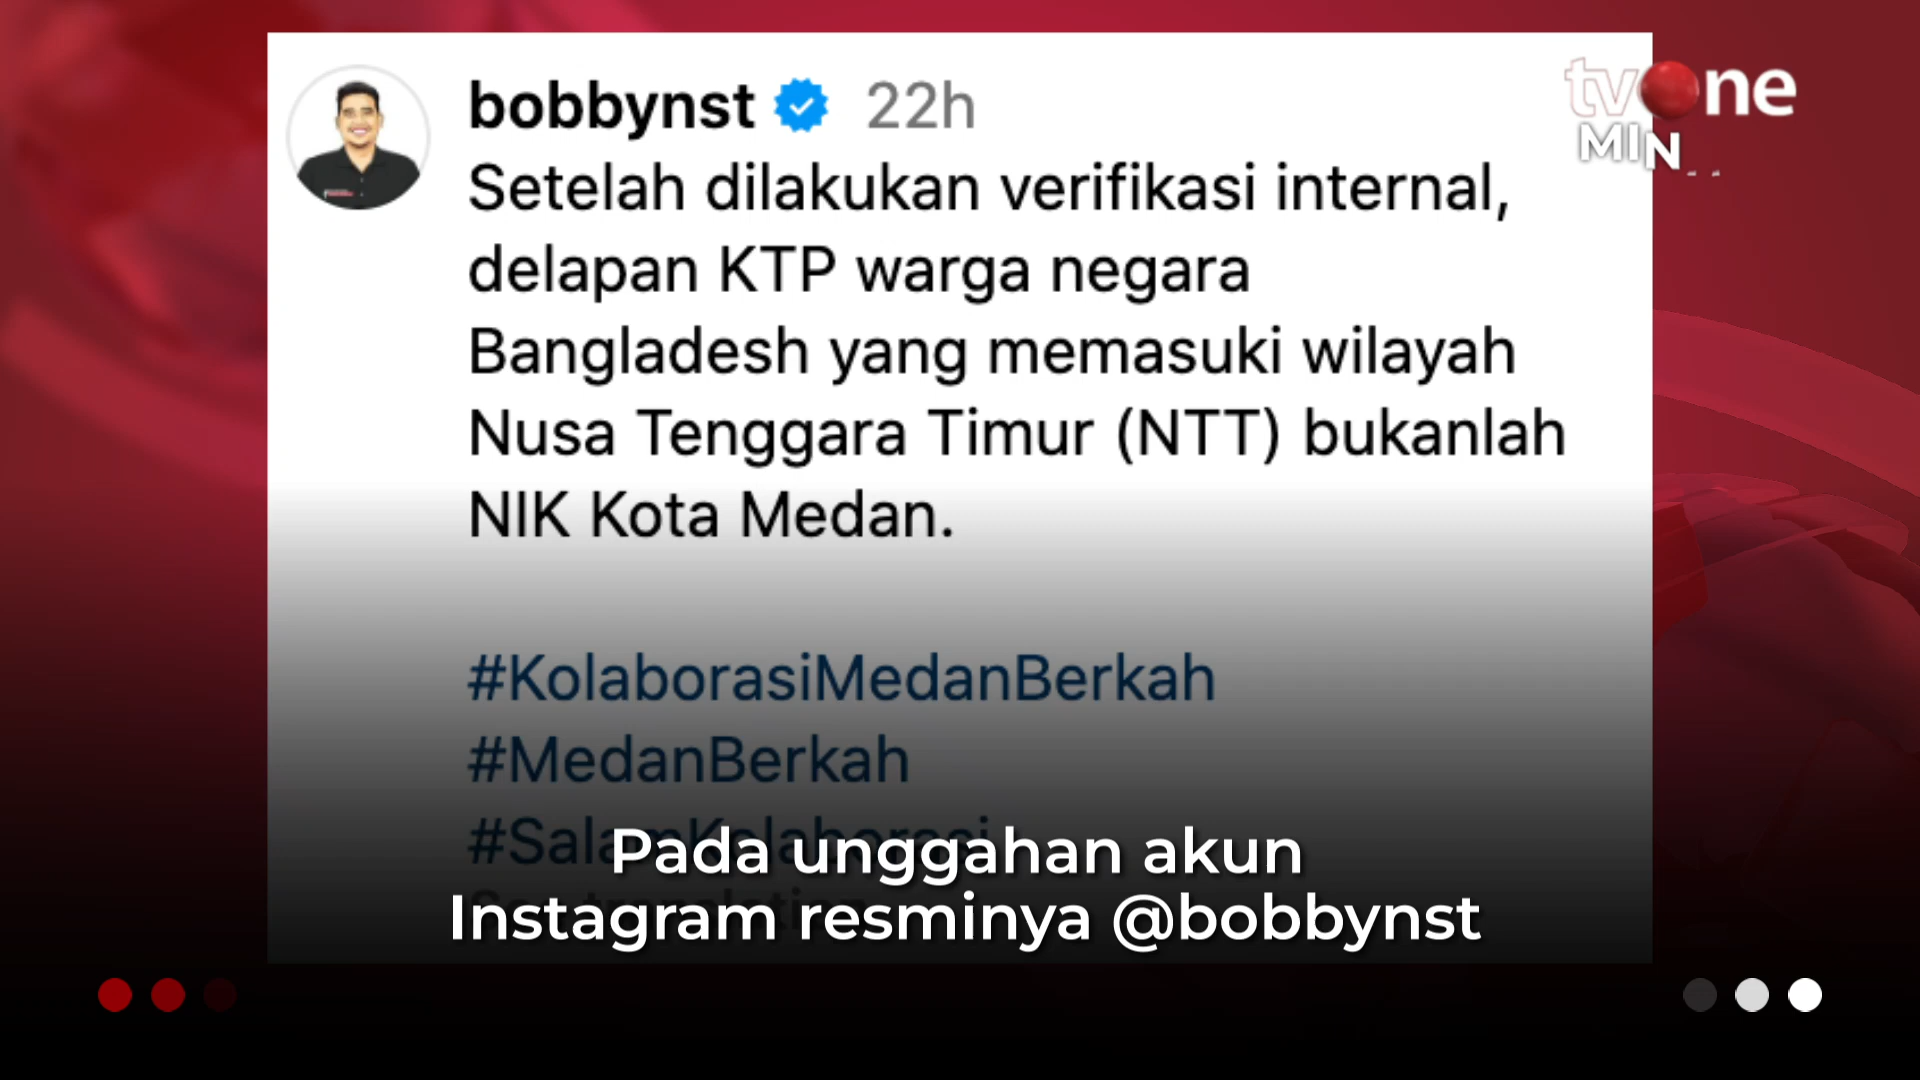 bobbynst 22h
Setelah dilakukan verifikasi internal,
delapan KTP warga negara
Bangladesh yang memasuki wilayah
Nusa Tenggara Timur (NTT) bukanlah
NIK Kota Medan.
#KolaborasiMedanBerkah
#MedanBerkah
#SalamKolaborasi
Pada unggahan akun
Instagram resminya @bobbynst
tvOne
MIN